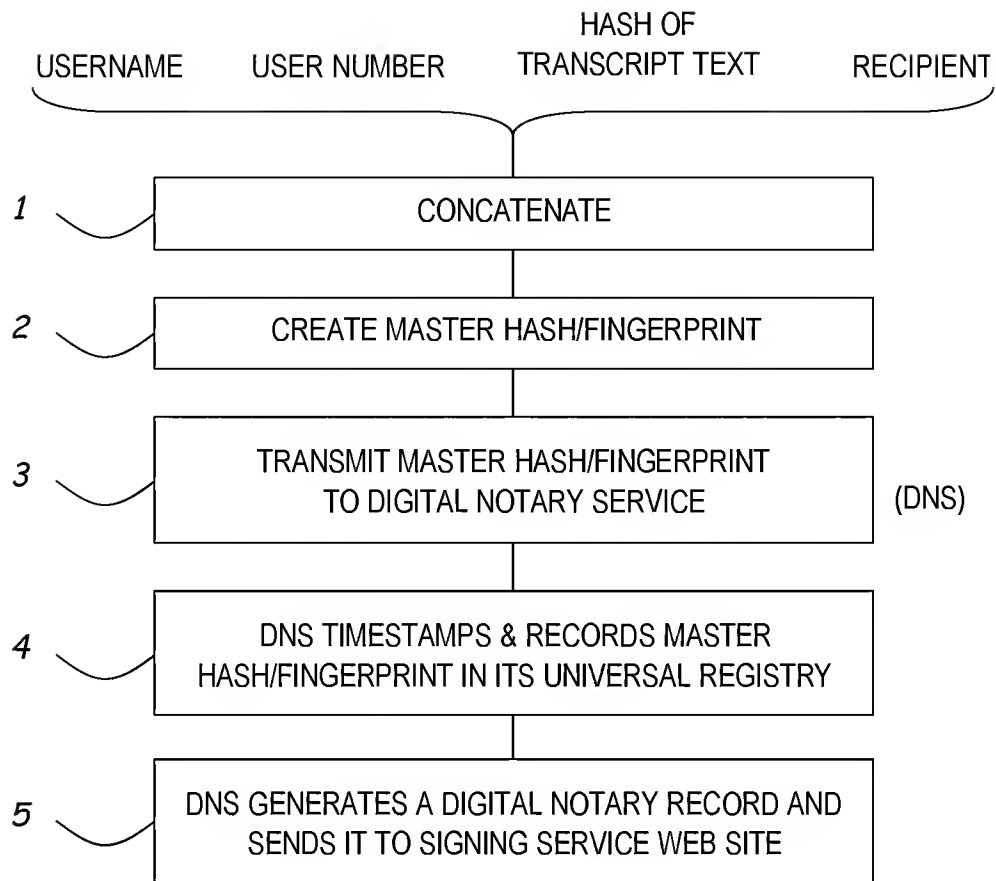 USERNAME USER NUMBER HASH OF TRANSCRIPT TEXT RECIPIENT
1 CONCATENATE
2 CREATE MASTER HASH/FINGERPRINT
3 TRANSMIT MASTER HASH/FINGERPRINT
TO DIGITAL NOTARY SERVICE (DNS)
4 DNS TIMESTAMPS & RECORDS MASTER
HASH/FINGERPRINT IN ITS UNIVERSAL REGISTRY
5 DNS GENERATES A DIGITAL NOTARY RECORD AND
SENDS IT TO SIGNING SERVICE WEB SITE